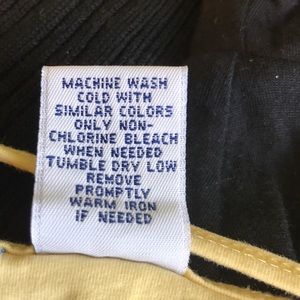 MACHINE WASH
COLD WITH
SIMILAR COLORS
ONLY NON-
CHLORINE BLEACH
WHEN NEEDED
TUMBLE DRY LOW
REMOVE
PROMPTLY
WARM IRON
IF NEEDED